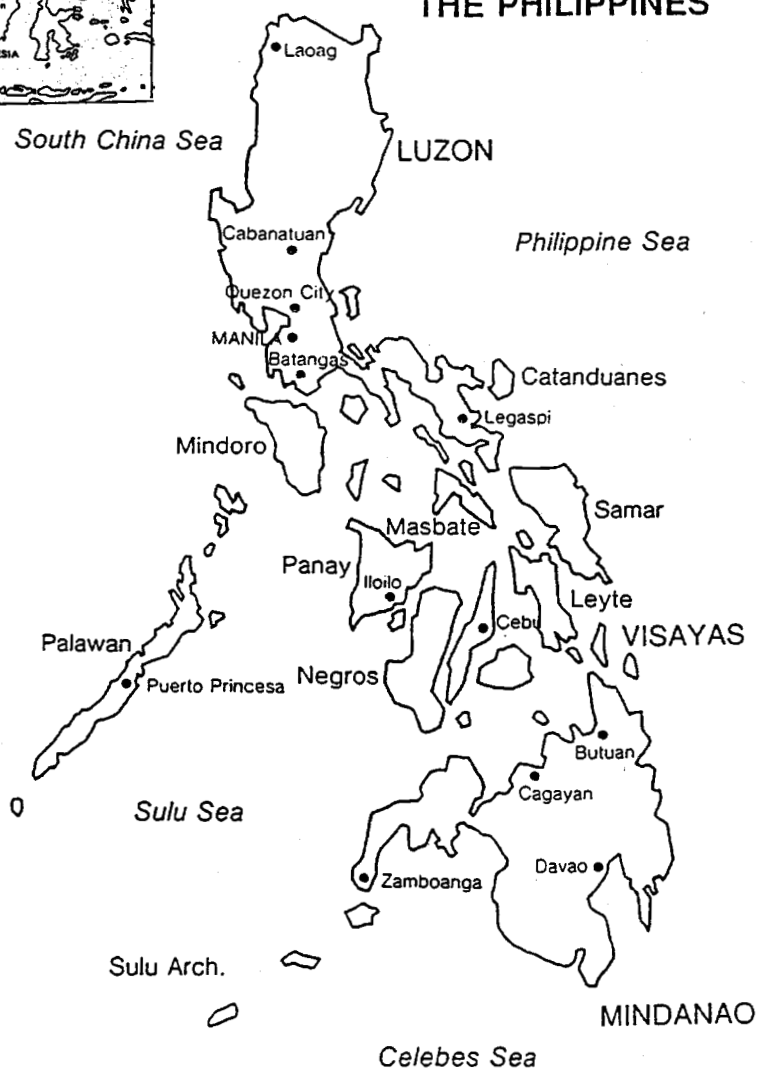 THE PHILIPPINES
SIA
Laoag
South China Sea
LUZON
Cabanatuan
Philippine Sea
Quezon City
MANILA
Batangas
Catanduanes
Legaspi
Mindoro
Samar
Masbate
Panay
Iloilo
Leyte
Cebu
VISAYAS
Palawan
Negros
Puerto Princesa
Butuan
Cagayan
Sulu Sea
Davao
Zamboanga
Sulu Arch.
MINDANAO
Celebes Sea